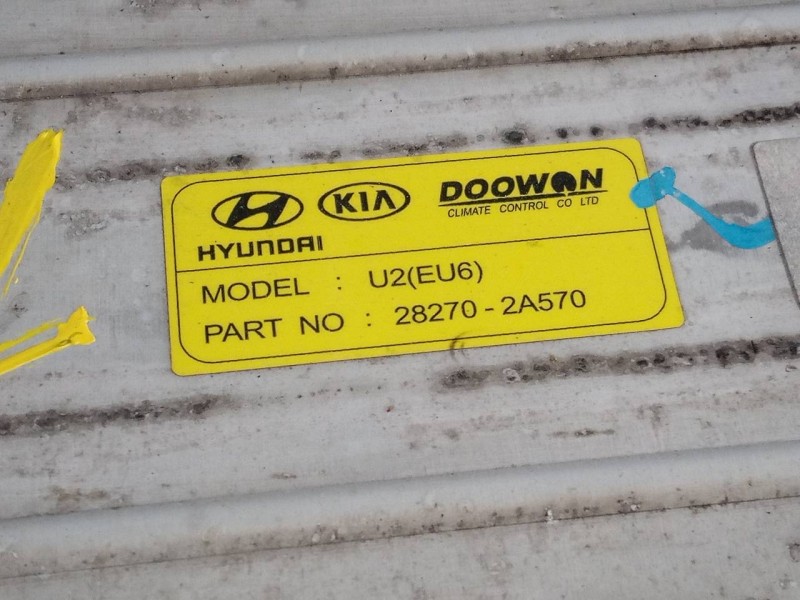 HYUNDAI
KIA
DOOWON
CLIMATE CONTROL CO LTD
MODEL : U2(EU6)
PART NO : 28270-2A570